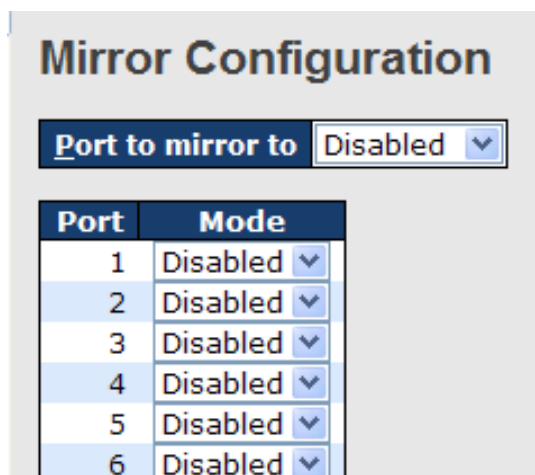 Mirror Configuration
Port to mirror to Disabled
Port Mode
1 Disabled
2 Disabled
3 Disabled
4 Disabled
5 Disabled
6 Disabled